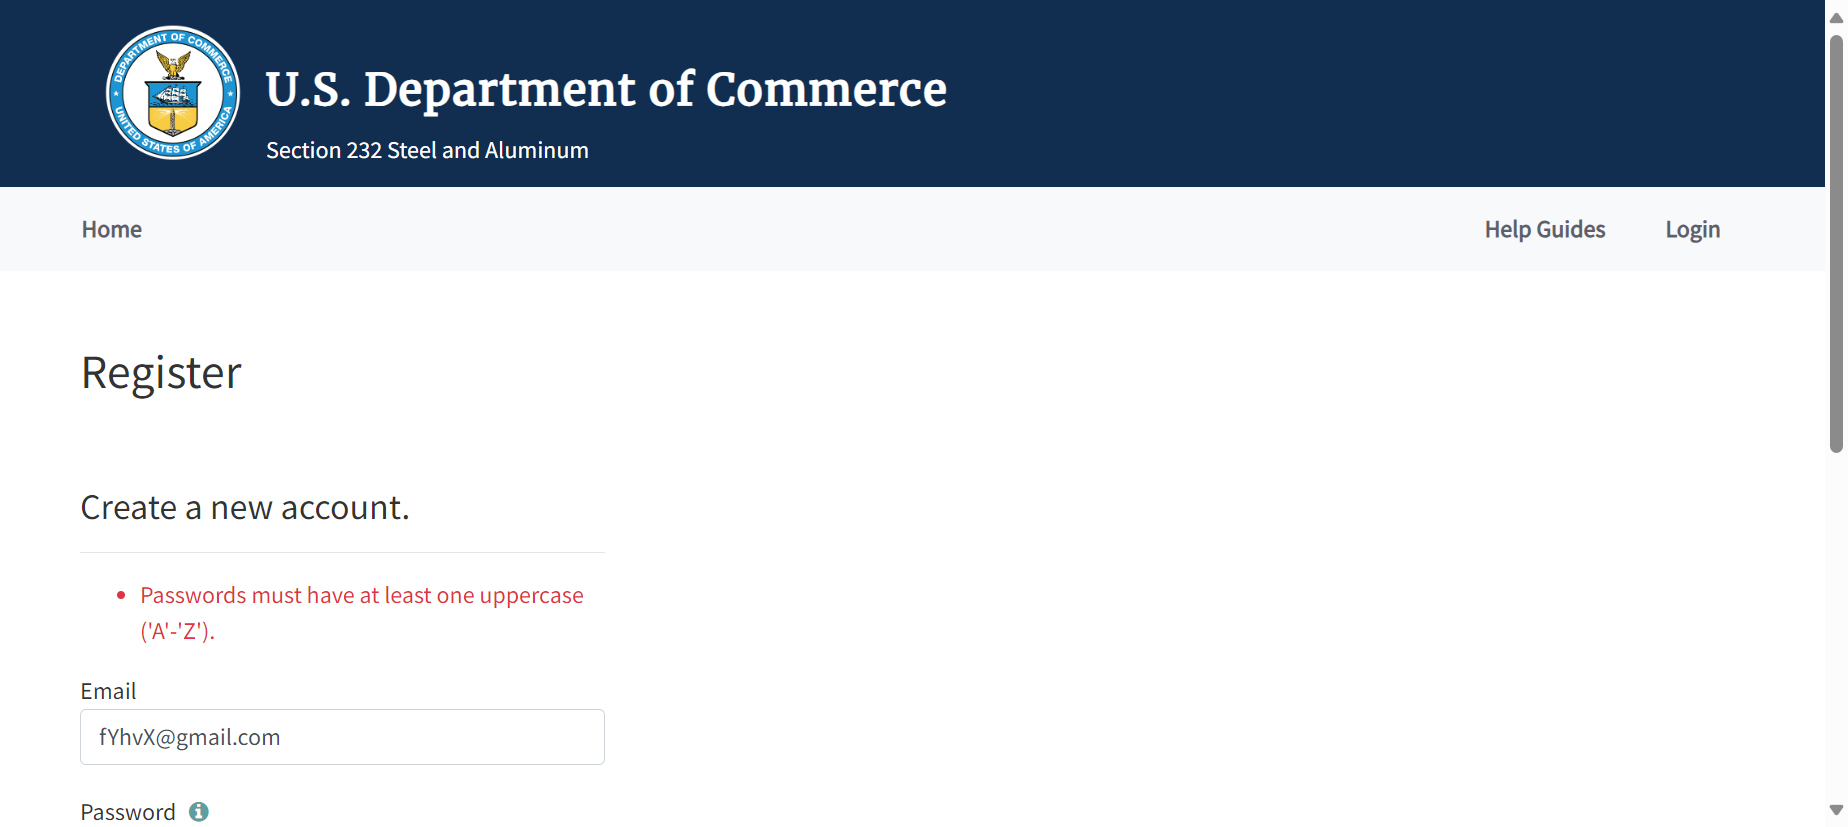 DEPARTMENT OF COMMERCE
UNITED STATES OF AMERICA
U.S. Department of Commerce
Section 232 Steel and Aluminum
Home
Help Guides
Login
Register
Create a new account.
Passwords must have at least one uppercase
('A'-'Z').
Email
fYhvX@gmail.com
Password